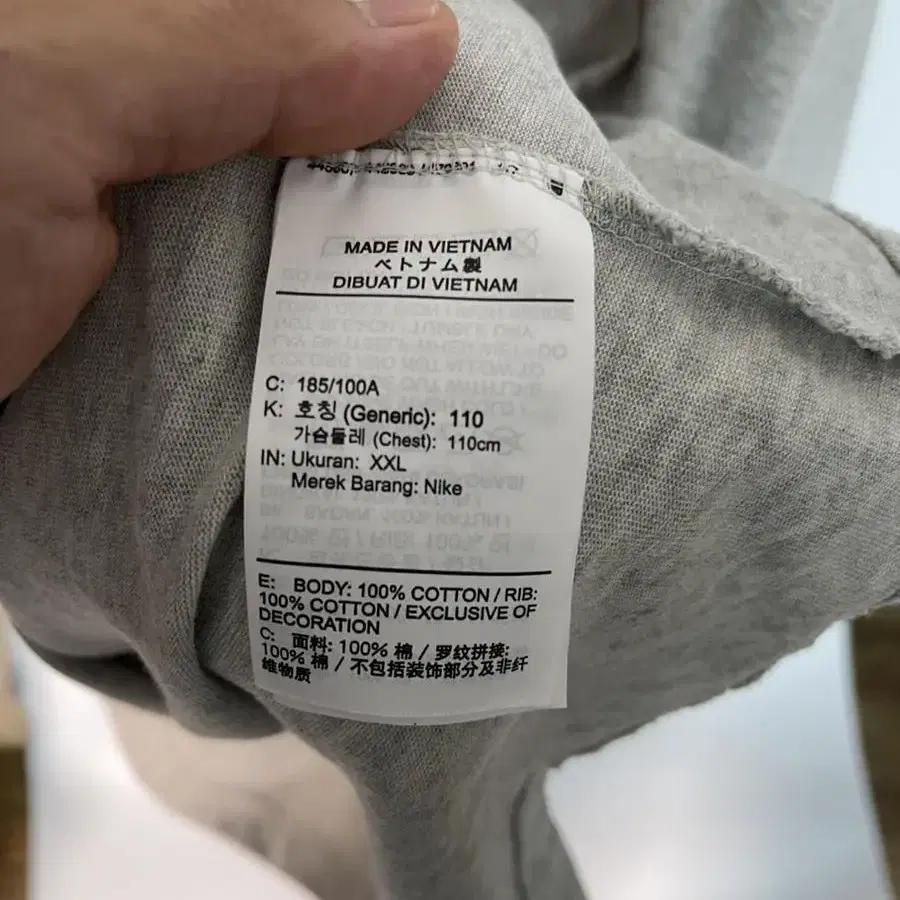 MADE IN VIETNAM
ベトナム製
DIBUAT DI VIETNAM
C: 185/100A
K: 호칭 (Generic): 110
가슴둘레 (Chest): 110cm
IN: Ukuran: XXL
Merek Barang: Nike
E: BODY: 100% COTTON / RIB:
100% COTTON / EXCLUSIVE OF
DECORATION
C: 面料: 100% 棉 / 罗纹拼接:
100% 棉 / 不包括装饰部分及非纤
维物质